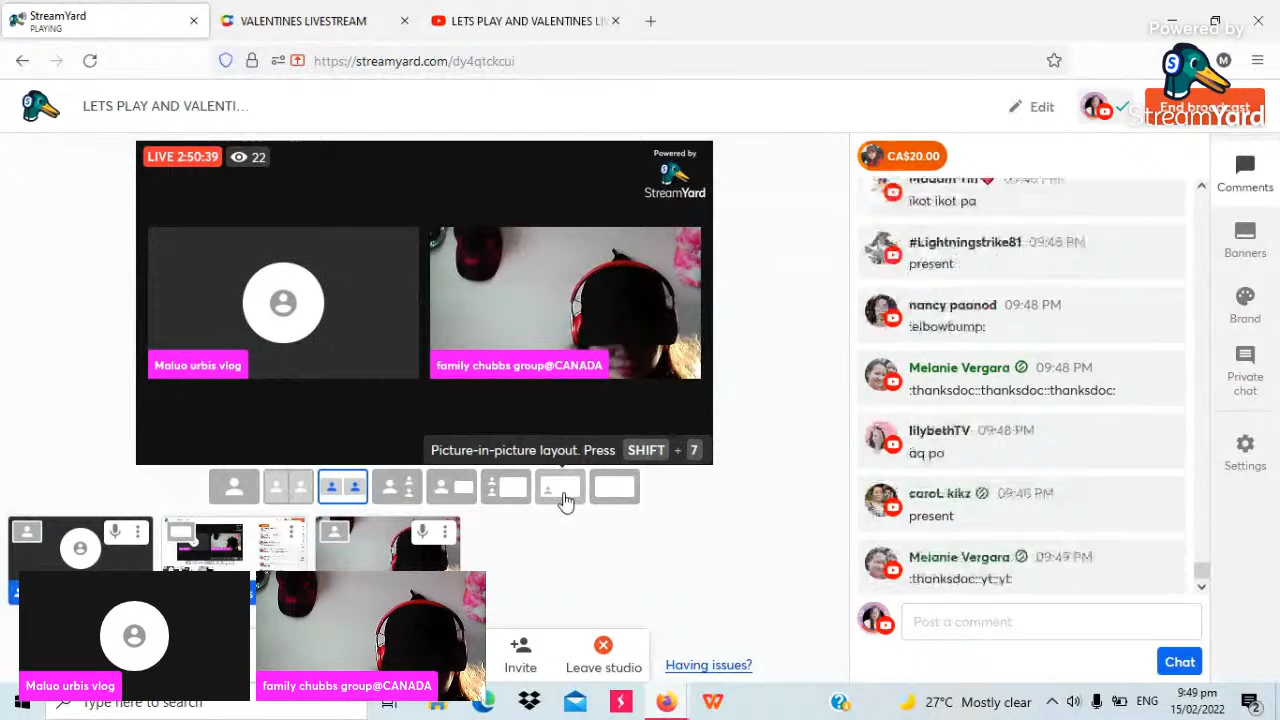 StreamYard
PLAYING
VALENTINES LIVESTREAM
LETS PLAY AND VALENTINES LI
Powered by
https://streamyard.com/dy4qtckcui
M
LETS PLAY AND VALENTI...
Edit
End broadcast
StreamYard
LIVE 2:50:39
22
Powered by
StreamYard
CA$20.00
Comments
ikot ikot pa
#Lightningstrike81 09:48 PM
present
nancy paanod 09:48 PM
:elbowbump:
Melanie Vergara 09:48 PM
:thanksdoc::thanksdoc::thanksdoc:
lilybethTV 09:48 PM
po
caroL kikz
present
Melanie Vergara 09:49 PM
:thanksdoc::yt:yt:
Banners
Brand
Private
chat
Settings
Maluo urbis vlog
family chubbs group@CANADA
Picture-in-picture layout. Press SHIFT + 7
Post a comment
Chat
Maluo urbis vlog
family chubbs group@CANADA
Invite
Leave studio
Having issues?
Type here to search
27°C Mostly clear
ENG
9:49 pm
15/02/2022
2